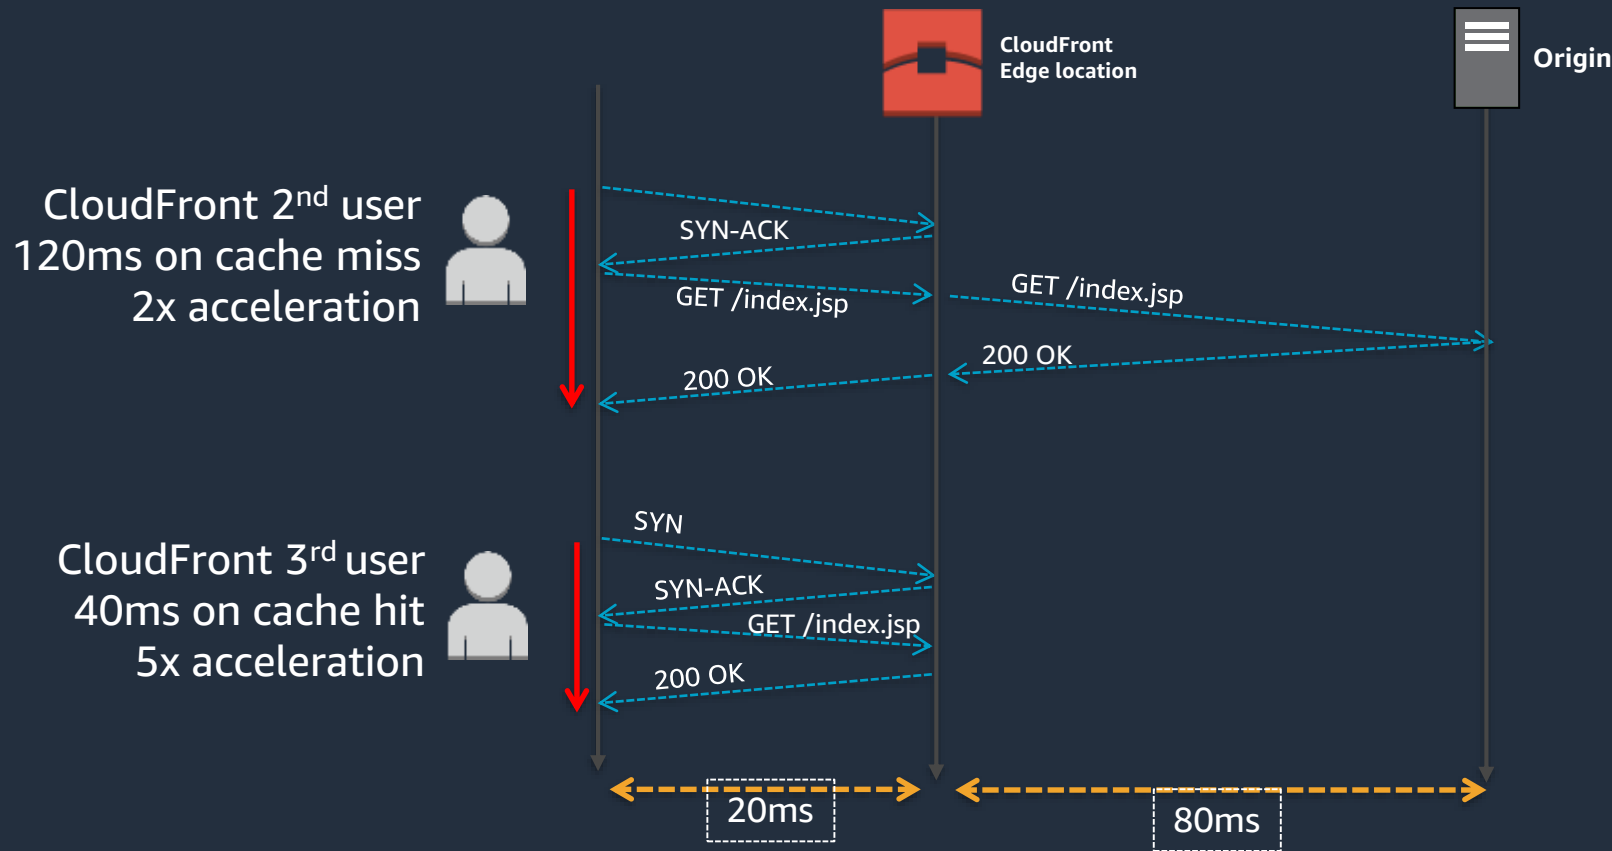 CloudFront
Edge location
Origin
CloudFront 2nd user
120ms on cache miss
2x acceleration
SYN-ACK
GET /index.jsp
GET /index.jsp
200 OK
200 OK
CloudFront 3rd user
40ms on cache hit
5x acceleration
SYN
SYN-ACK
GET /index.jsp
200 OK
20ms
80ms